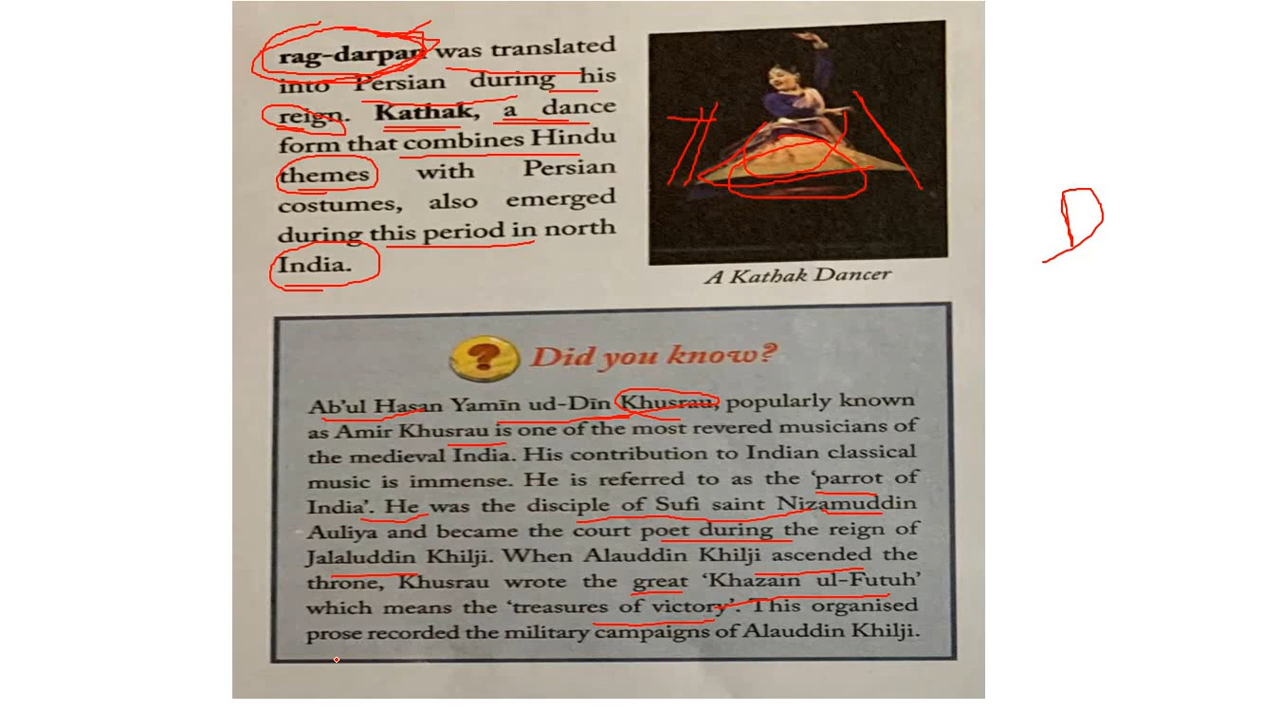 rag-darpan was translated
into Persian during his
reign. Kathak, a dance
form that combines Hindu
themes with Persian
costumes, also emerged
during this period in north
India.
A Kathak Dancer
D
? Did you know?
Ab'ul Hasan Yamīn ud-Dīn Khusrau, popularly known
as Amir Khusrau is one of the most revered musicians of
the medieval India. His contribution to Indian classical
music is immense. He is referred to as the 'parrot of
India'. He was the disciple of Sufi saint Nizamuddin
Auliya and became the court poet during the reign of
Jalaluddin Khilji. When Alauddin Khilji ascended the
throne, Khusrau wrote the great 'Khazain ul-Futuh'
which means the 'treasures of victory'. This organised
prose recorded the military campaigns of Alauddin Khilji.